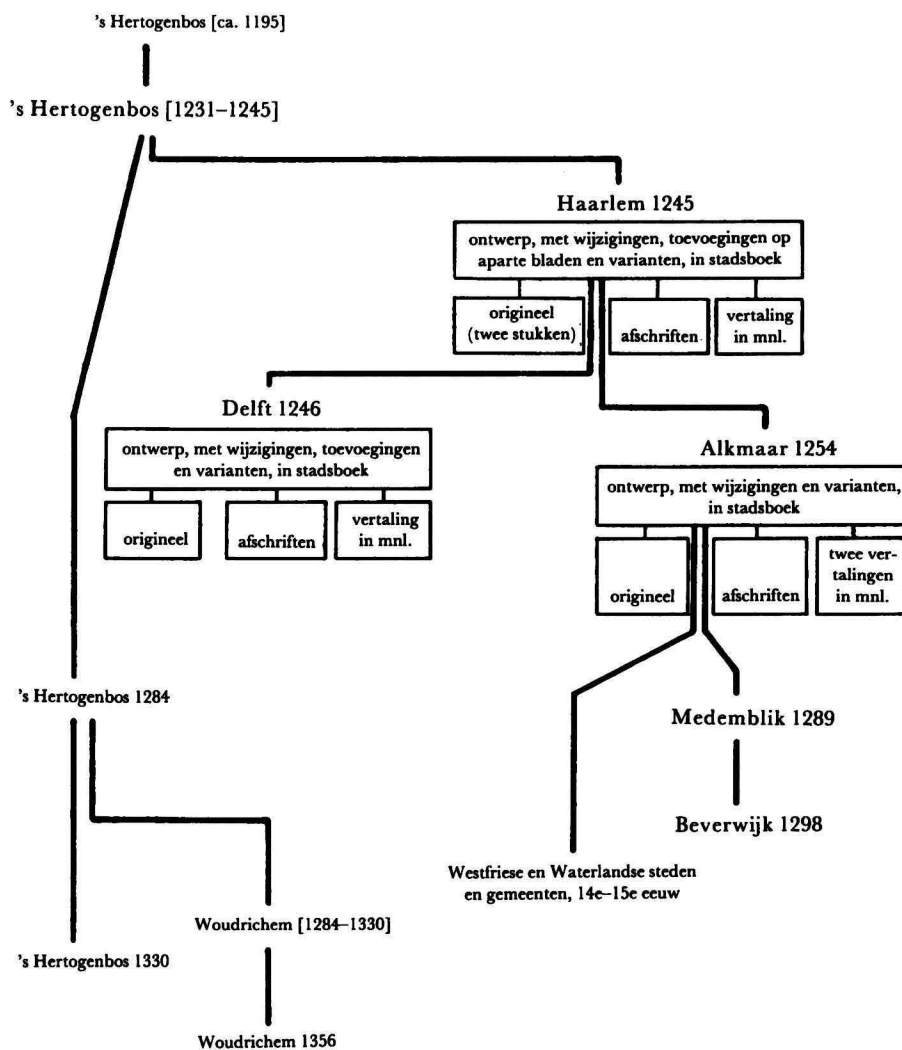 's Hertogenbos [ca. 1195]
's Hertogenbos [1231–1245]
Haarlem 1245
ontwerp, met wijzigingen, toevoegingen op
aparte bladen en varianten, in stadsboek
origineel
(twee stukken)
afschriften
vertaling
in mnl.
Delft 1246
ontwerp, met wijzigingen, toevoegingen
en varianten, in stadsboek
origineel
afschriften
vertaling
in mnl.
Alkmaar 1254
ontwerp, met wijzigingen en varianten,
in stadsboek
origineel
afschriften
twee ver-
talingen
in mnl.
's Hertogenbos 1284
Medemblik 1289
Beverwijk 1298
Westfriese en Waterlandse steden
en gemeenten, 14e–15e eeuw
Woudrichem [1284–1330]
's Hertogenbos 1330
Woudrichem 1356